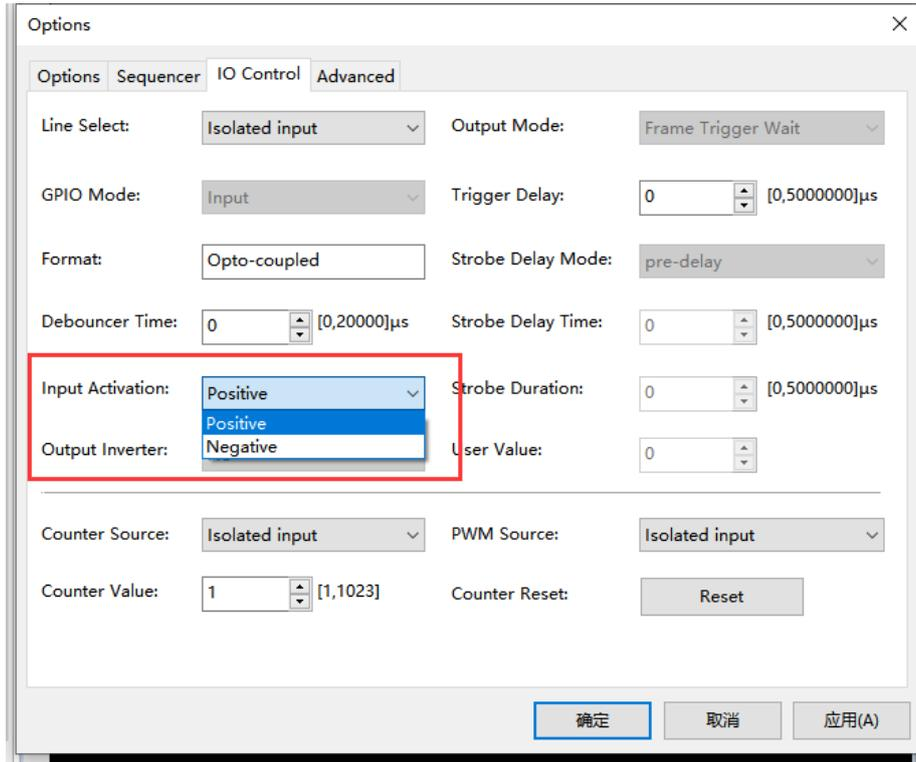 Options
Options Sequencer IO Control Advanced
Line Select: Isolated input Output Mode: Frame Trigger Wait
GPIO Mode: Input Trigger Delay: 0 [0,5000000]μs
Format: Opto-coupled Strobe Delay Mode: pre-delay
Debouncer Time: 0 [0,20000]μs Strobe Delay Time: 0 [0,5000000]μs
Input Activation: Positive Strobe Duration: 0 [0,5000000]μs
Positive
Output Inverter: Negative User Value: 0
Counter Source: Isolated input PWM Source: Isolated input
Counter Value: 1 [1,1023] Counter Reset: Reset
确定 取消 应用(A)